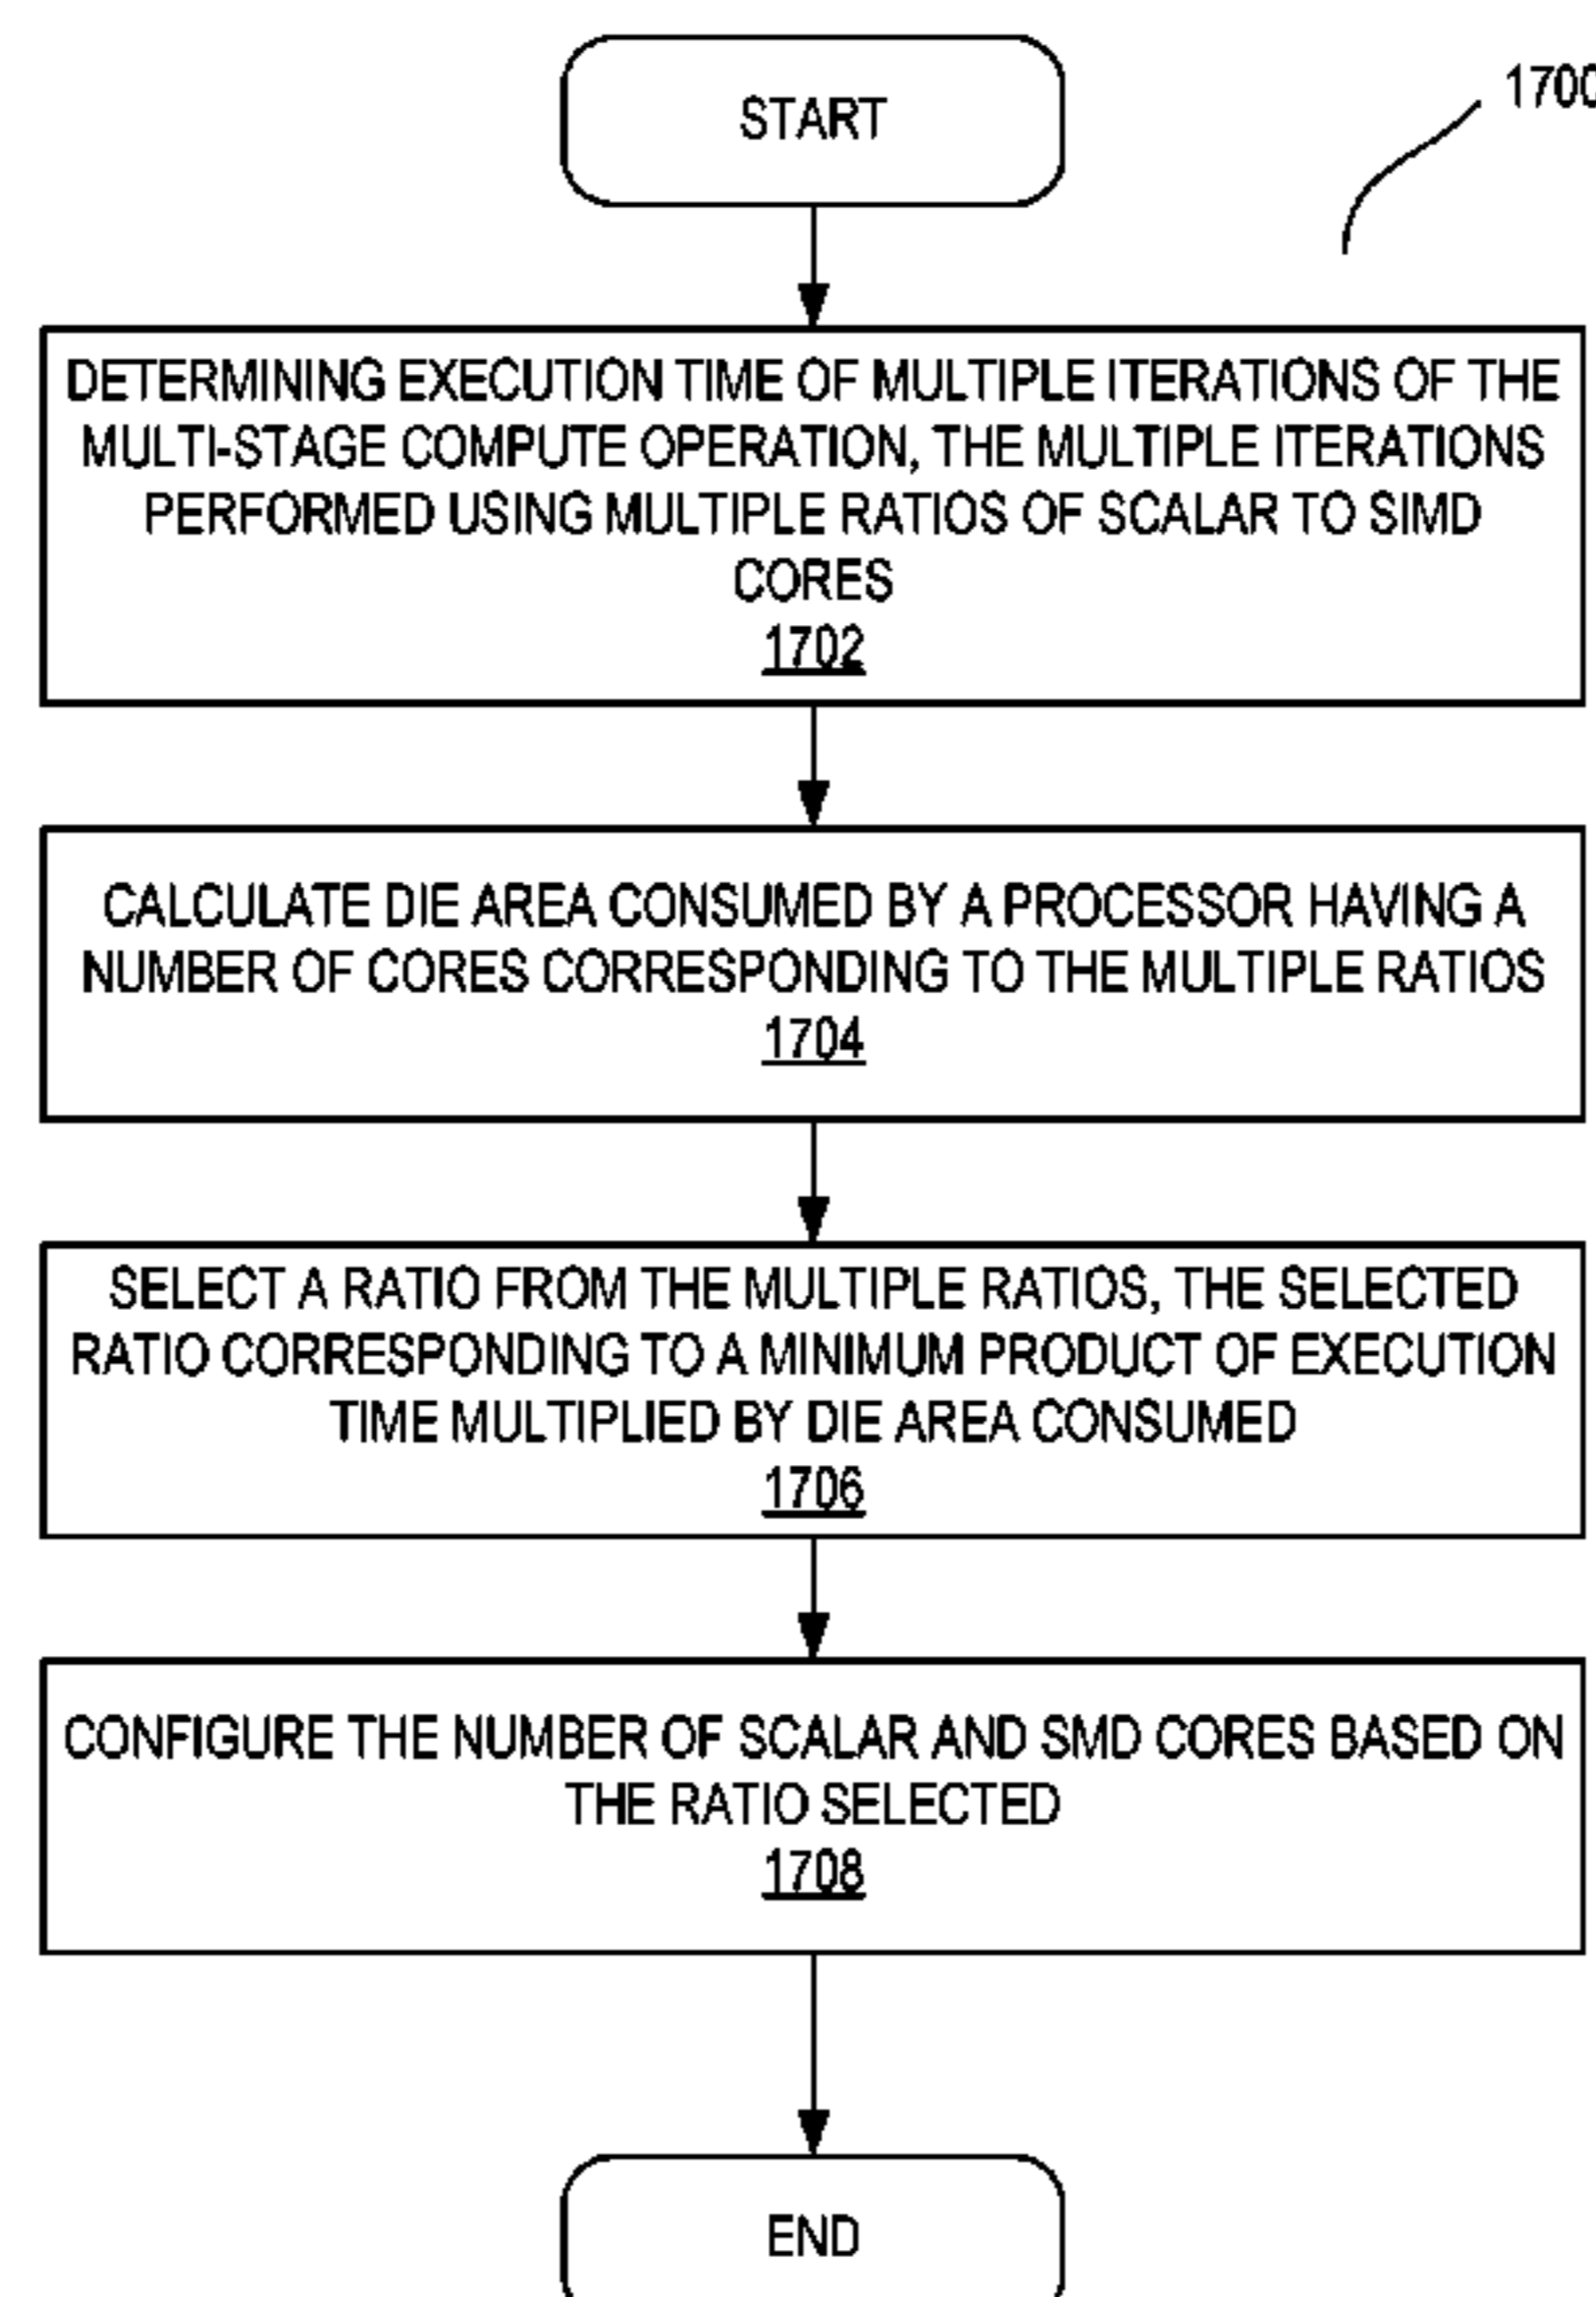 START
1700
DETERMINING EXECUTION TIME OF MULTIPLE ITERATIONS OF THE
MULTI-STAGE COMPUTE OPERATION, THE MULTIPLE ITERATIONS
PERFORMED USING MULTIPLE RATIOS OF SCALAR TO SIMD
CORES
1702
CALCULATE DIE AREA CONSUMED BY A PROCESSOR HAVING A
NUMBER OF CORES CORRESPONDING TO THE MULTIPLE RATIOS
1704
SELECT A RATIO FROM THE MULTIPLE RATIOS, THE SELECTED
RATIO CORRESPONDING TO A MINIMUM PRODUCT OF EXECUTION
TIME MULTIPLIED BY DIE AREA CONSUMED
1706
CONFIGURE THE NUMBER OF SCALAR AND SMD CORES BASED ON
THE RATIO SELECTED
1708
END